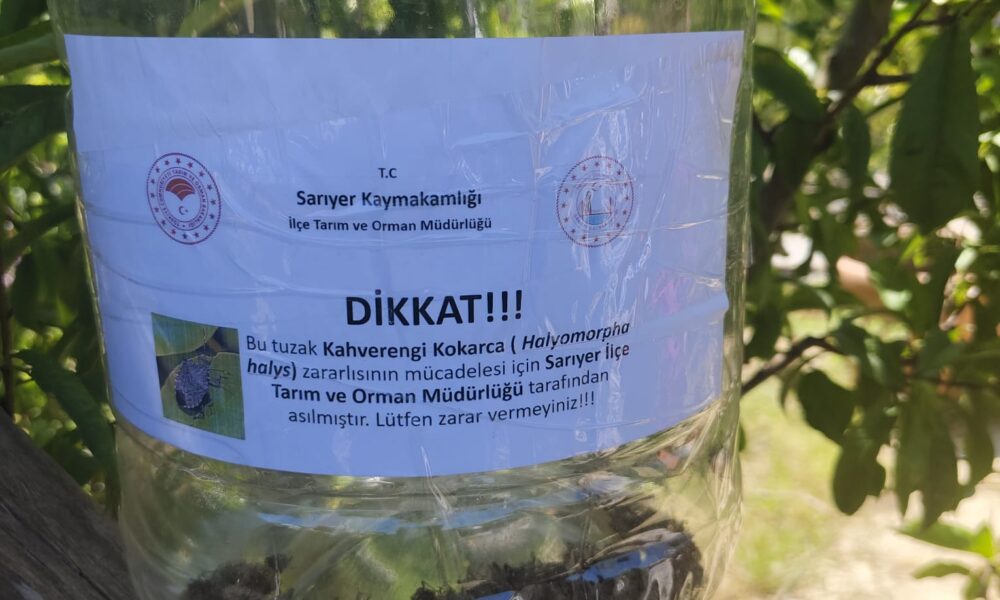 T.C
Sarıyer Kaymakamlığı
İlçe Tarım ve Orman Müdürlüğü
DİKKAT!!!
Bu tuzak Kahverengi Kokarca ( Halyomorpha
halys) zararlısının mücadelesi için Sarıyer İlçe
Tarım ve Orman Müdürlüğü tarafından
asılmıştır. Lütfen zarar vermeyiniz!!!